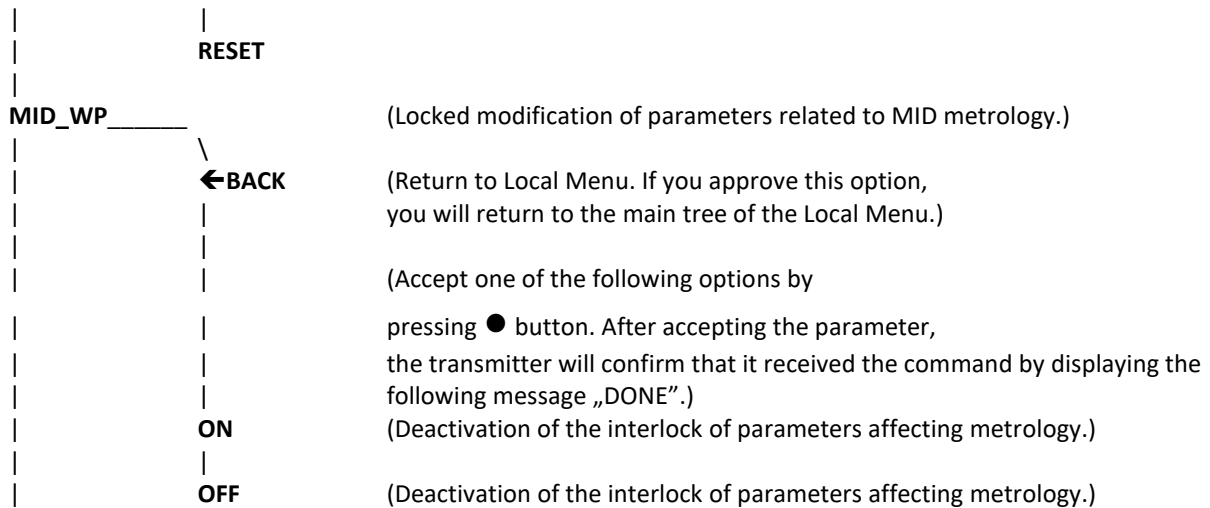 |                    |
|                    RESET
|
MID_WP______ (Locked modification of parameters related to MID metrology.)
|                    \
|                    🡰BACK (Return to Local Menu. If you approve this option,
|                    | you will return to the main tree of the Local Menu.)
|                    |
|                    | (Accept one of the following options by
|                    | pressing ● button. After accepting the parameter,
|                    | the transmitter will confirm that it received the command by displaying the
|                    | following message „DONE”.)
|                    ON (Deactivation of the interlock of parameters affecting metrology.)
|                    |
|                    OFF (Deactivation of the interlock of parameters affecting metrology.)